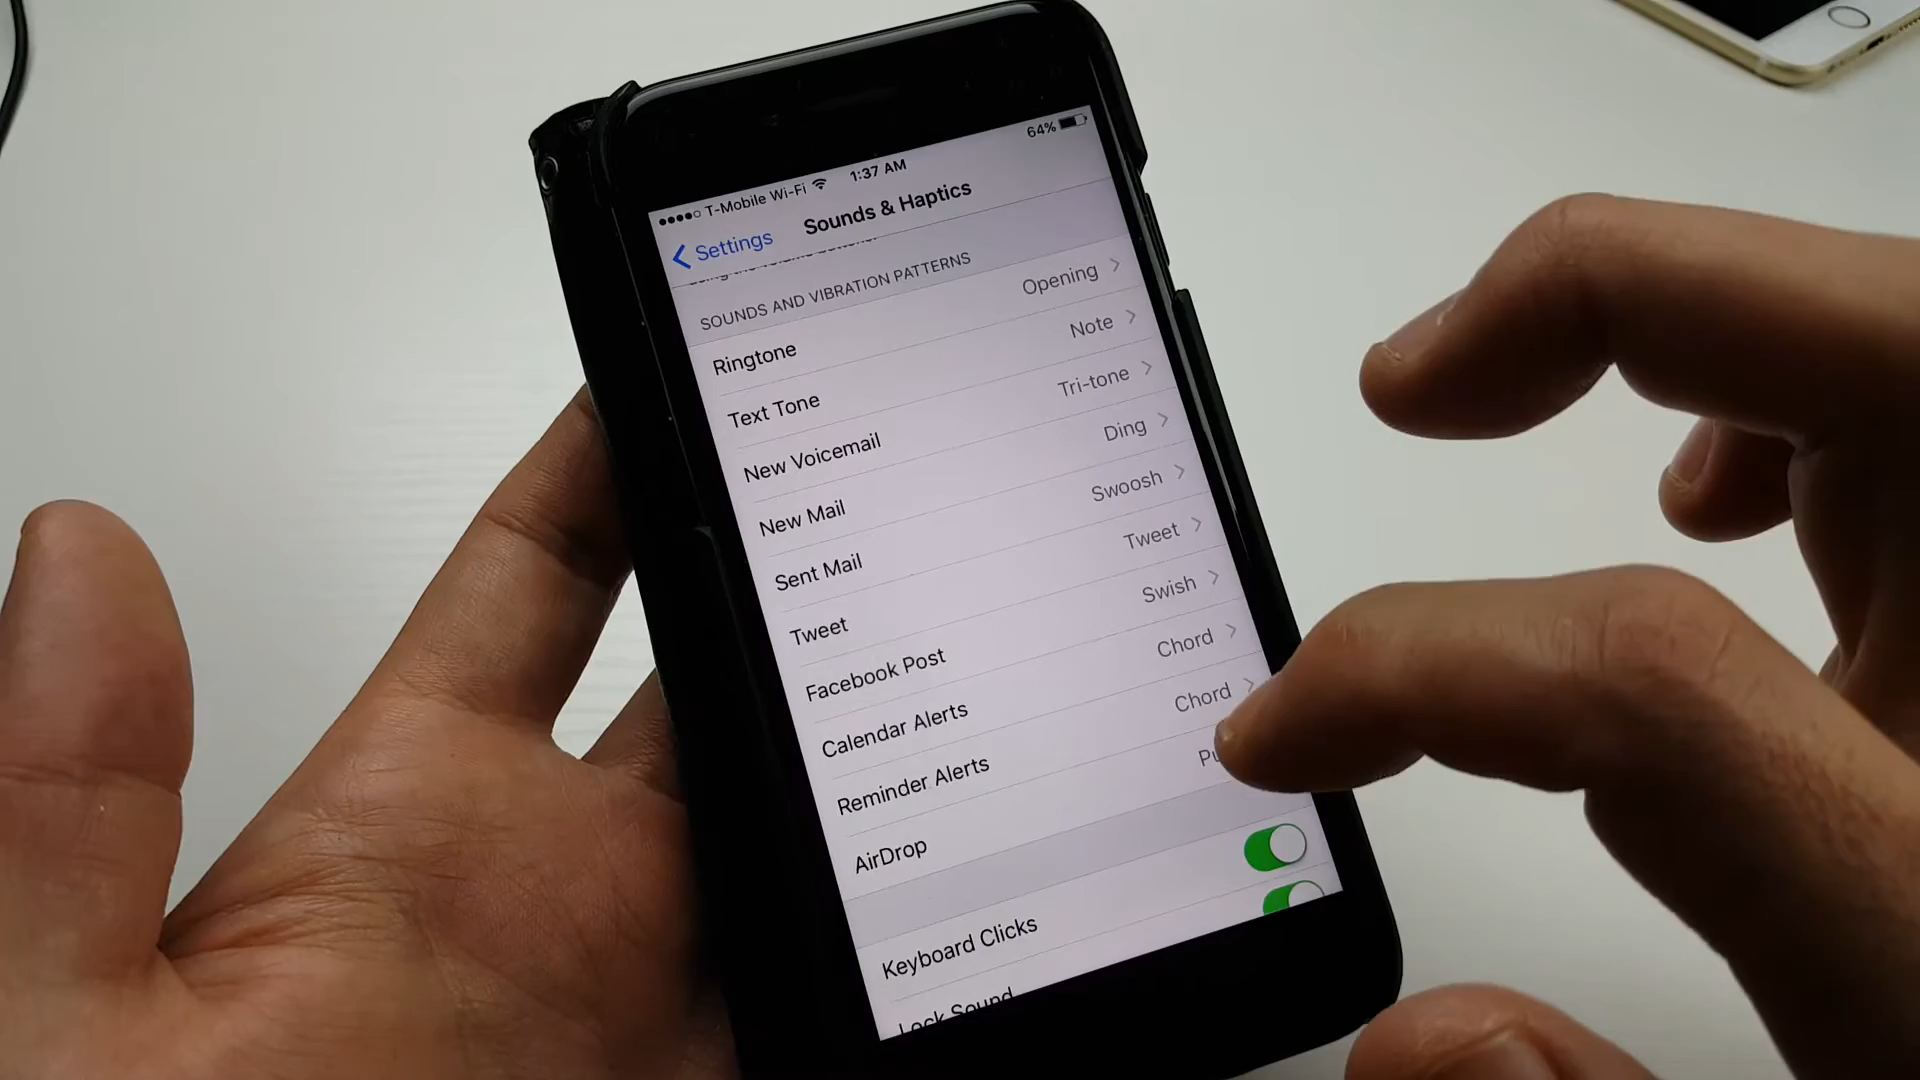 T-Mobile Wi-Fi 1:37 AM 64%
Settings Sounds & Haptics
SOUNDS AND VIBRATION PATTERNS
Ringtone Opening
Text Tone Note
New Voicemail Tri-tone
New Mail Ding
Sent Mail Swoosh
Tweet Tweet
Facebook Post Swish
Calendar Alerts Chord
Reminder Alerts Chord
AirDrop
Keyboard Clicks
Lock Sound